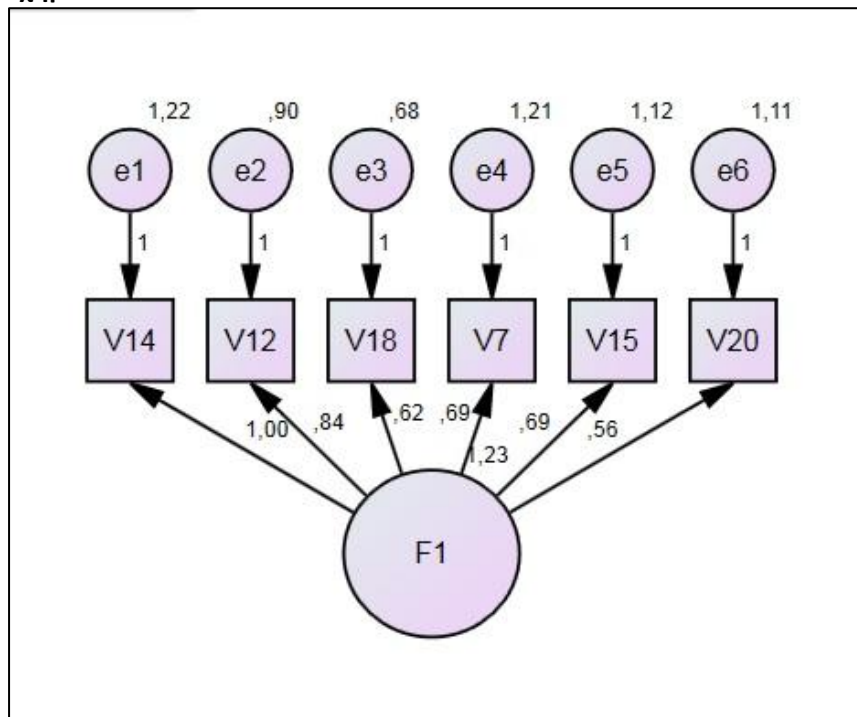 1,22 ,90 ,68 1,21 1,12 1,11
e1 e2 e3 e4 e5 e6
1 1 1 1 1 1
V14 V12 V18 V7 V15 V20
1,00 ,84 ,62 ,69 ,69 ,56
1,23
F1